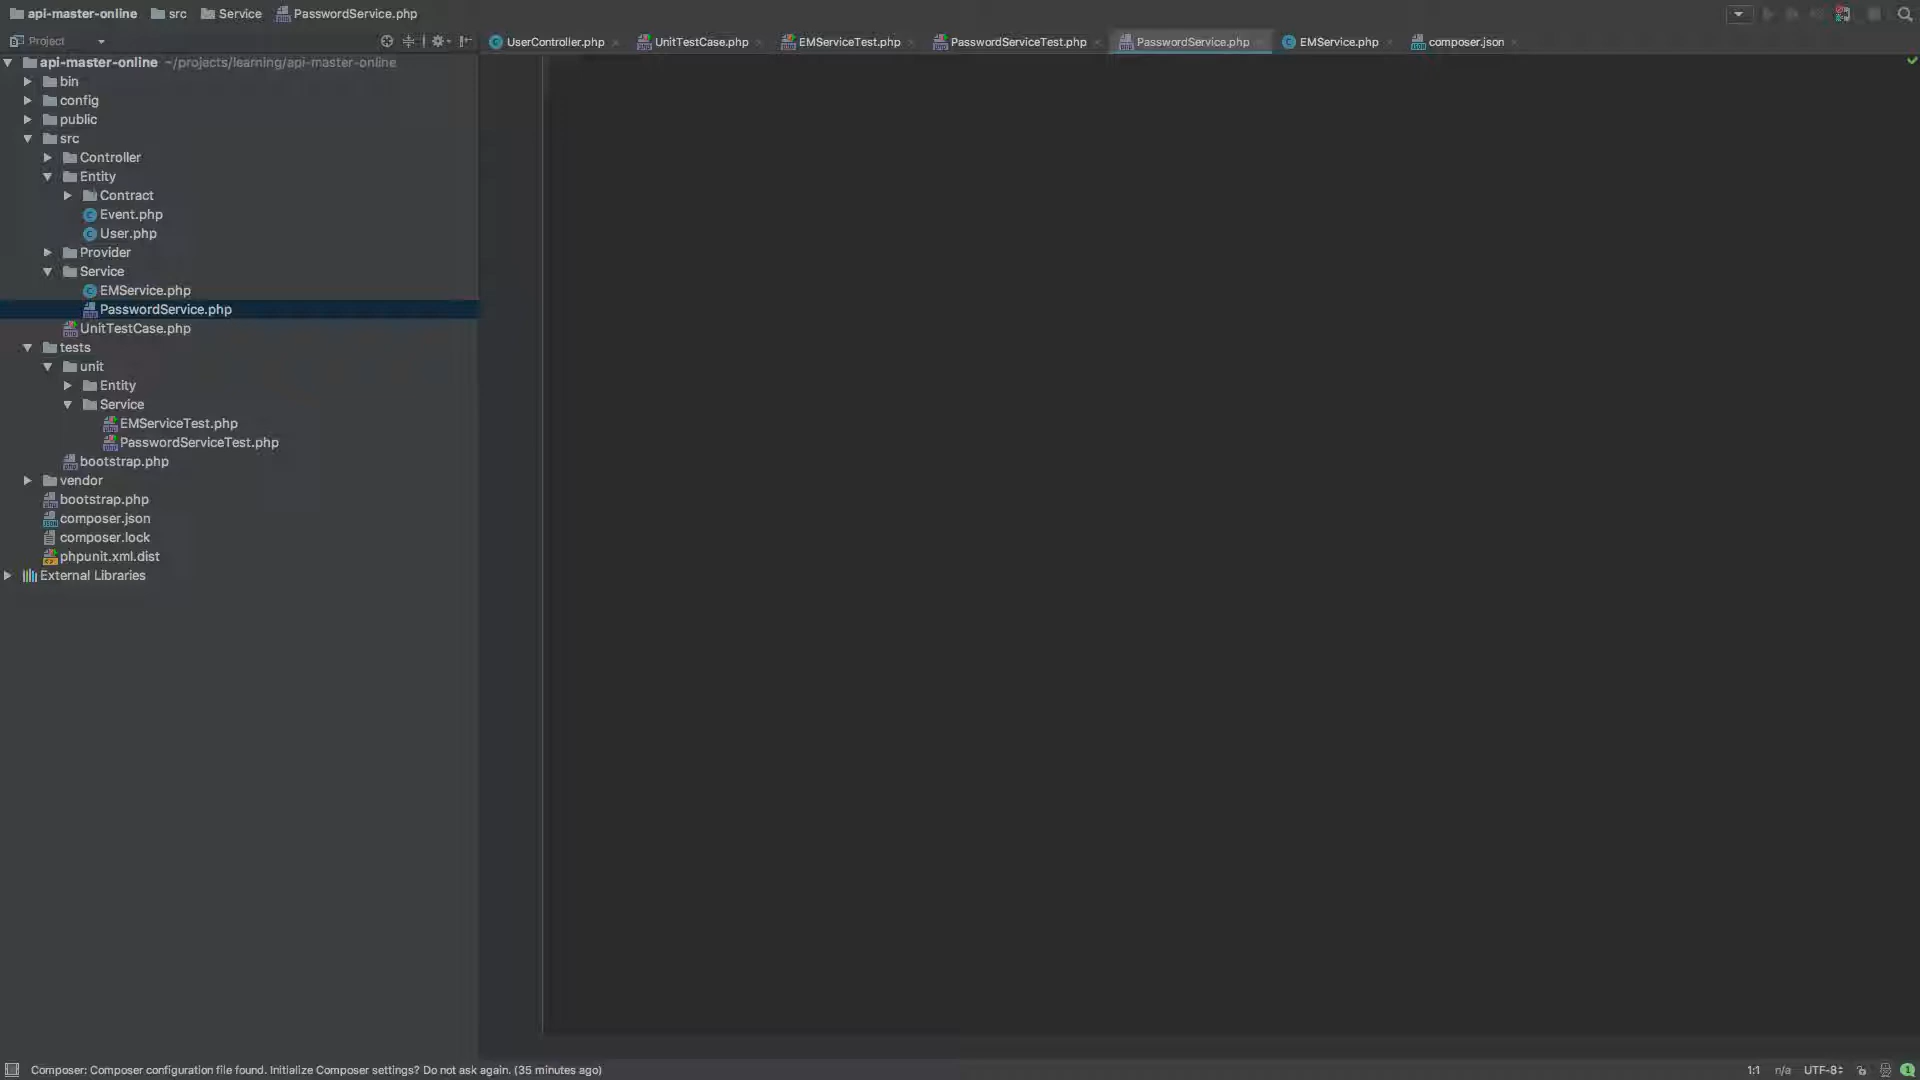 api-master-online src Service PasswordService.php
Project
UserController.php UnitTestCase.php EMServiceTest.php PasswordServiceTest.php PasswordService.php EMService.php composer.json
api-master-online ~/projects/learning/api-master-online
bin
config
public
src
Controller
Entity
Contract
Event.php
User.php
Provider
Service
EMService.php
PasswordService.php
UnitTestCase.php
tests
unit
Entity
Service
EMServiceTest.php
PasswordServiceTest.php
bootstrap.php
vendor
bootstrap.php
composer.json
composer.lock
phpunit.xml.dist
External Libraries
Composer: Composer configuration file found. Initialize Composer settings? Do not ask again. (35 minutes ago)
1:1 n/a UTF-8 1